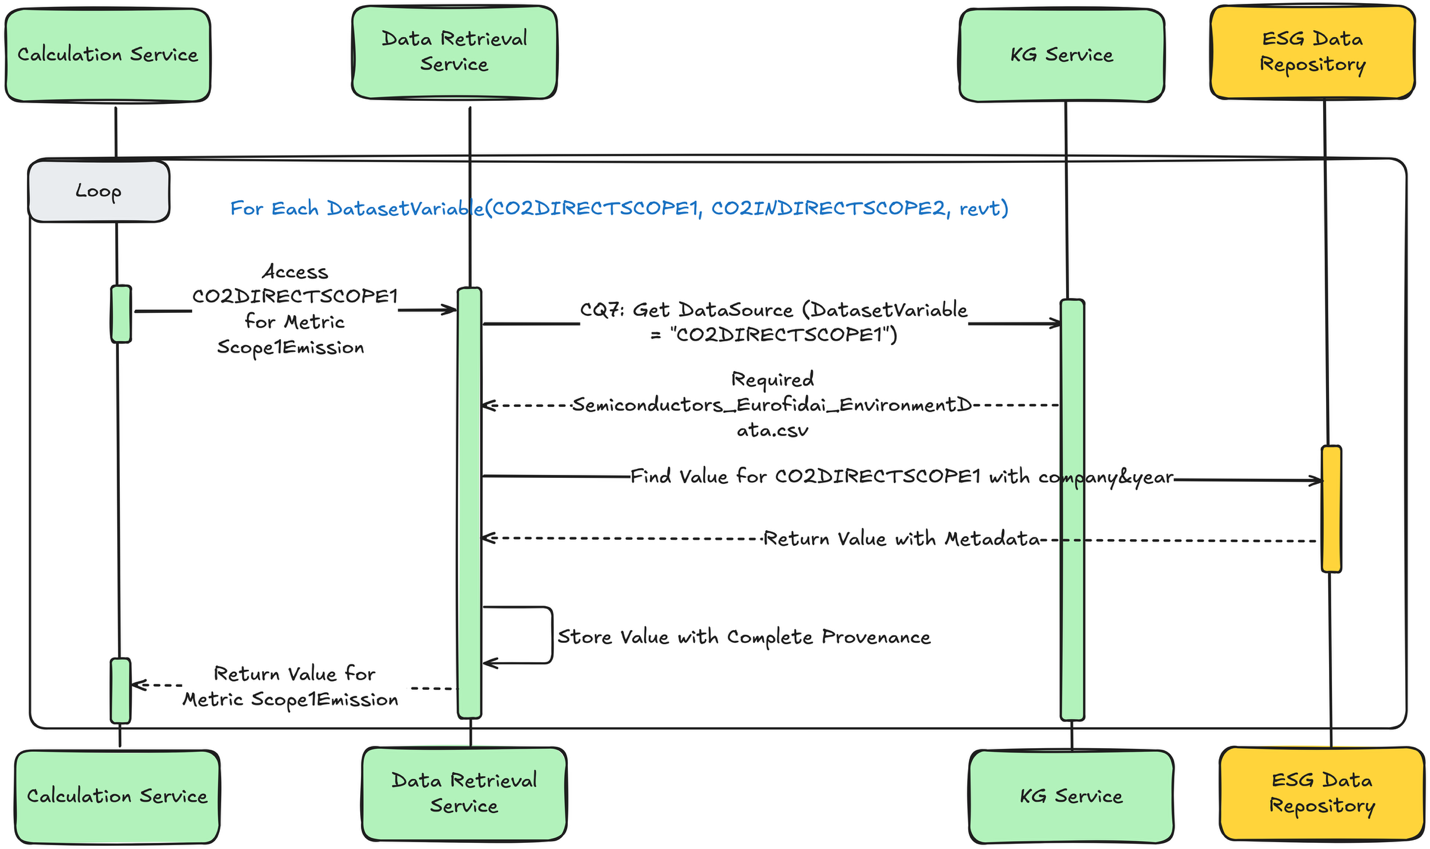 Calculation Service
Data Retrieval
Service
KG Service
ESG Data
Repository
Loop
For Each DatasetVariable(CO2DIRECTSCOPE1, CO2INDIRECTSCOPE2, revt)
Access
CO2DIRECTSCOPE1
for Metric
Scope1Emission
CQ7: Get DataSource (DatasetVariable
= "CO2DIRECTSCOPE1")
Required
Semiconductors_Eurofidai_EnvironmentD
ata.csv
Find Value for CO2DIRECTSCOPE1 with company&year
Return Value with Metadata
Store Value with Complete Provenance
Return Value for
Metric Scope1Emission
Calculation Service
Data Retrieval
Service
KG Service
ESG Data
Repository